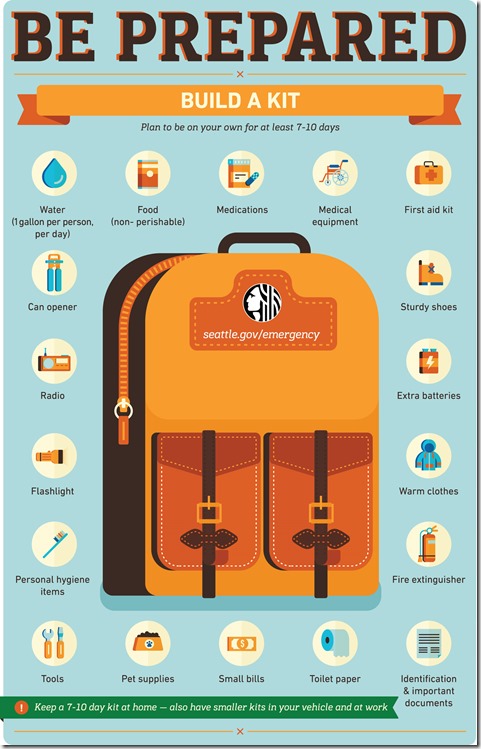 BE PREPARED
BUILD A KIT
Plan to be on your own for at least 7-10 days
Water
(1 gallon per person,
per day)
Food
(non- perishable)
Medications
Medical
equipment
First aid kit
Can opener
seattle.gov/emergency
Sturdy shoes
Radio
Extra batteries
Flashlight
Warm clothes
Personal hygiene
items
Fire extinguisher
Tools
Pet supplies
Small bills
Toilet paper
Identification
& important
documents
Keep a 7-10 day kit at home — also have smaller kits in your vehicle and at work